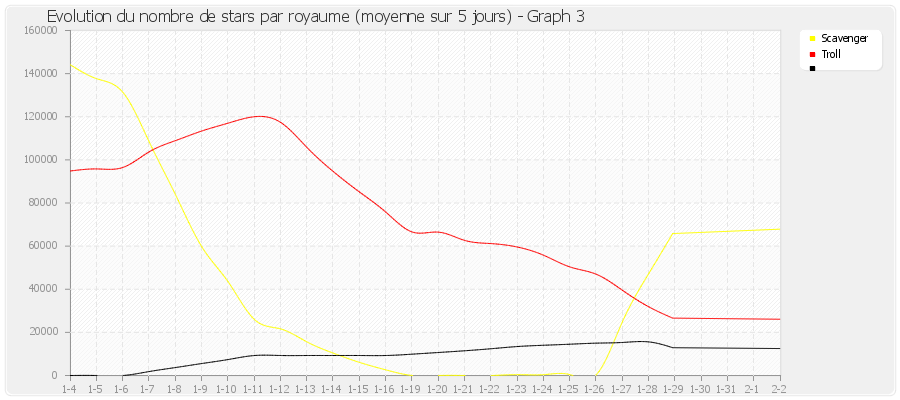 Evolution du nombre de stars par royaume (moyenne sur 5 jours) - Graph 3
160000
140000
120000
100000
80000
60000
40000
20000
0
1-4 1-5 1-6 1-7 1-8 1-9 1-10 1-11 1-12 1-13 1-14 1-15 1-16 1-19 1-20 1-21 1-22 1-23 1-24 1-25 1-26 1-27 1-28 1-29 1-30 1-31 2-1 2-2
Scavenger
Troll